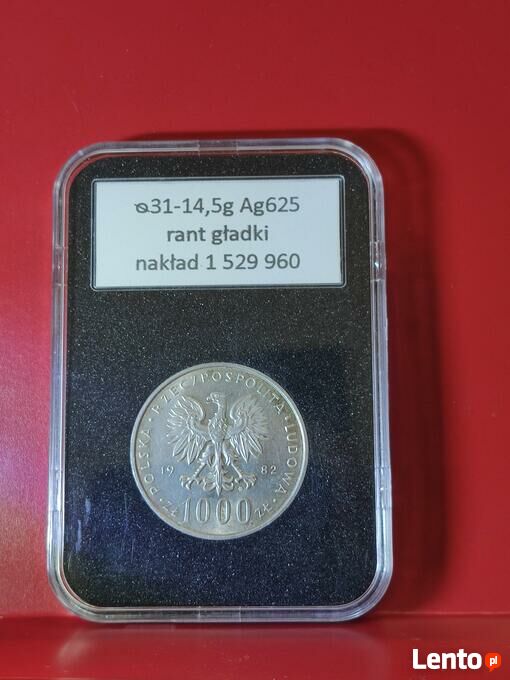 ᴓ31-14,5g Ag625
rant gładki
nakład 1 529 960
POLSKA · RZECZPOSPOLITA · LUDOWA
19 82
ZŁ 1000 ZŁ
Lento.pl